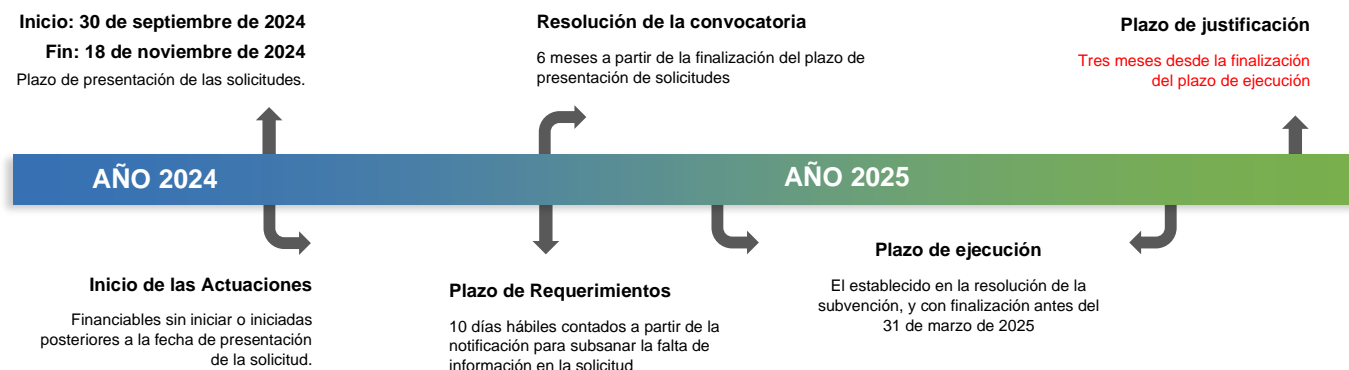 Inicio: 30 de septiembre de 2024
Fin: 18 de noviembre de 2024
Plazo de presentación de las solicitudes.
Resolución de la convocatoria
6 meses a partir de la finalización del plazo de
presentación de solicitudes
Plazo de justificación
Tres meses desde la finalización
del plazo de ejecución
AÑO 2024
AÑO 2025
Inicio de las Actuaciones
Financiables sin iniciar o iniciadas
posteriores a la fecha de presentación
de la solicitud.
Plazo de Requerimientos
10 días hábiles contados a partir de la
notificación para subsanar la falta de
información en la solicitud
Plazo de ejecución
El establecido en la resolución de la
subvención, y con finalización antes del
31 de marzo de 2025